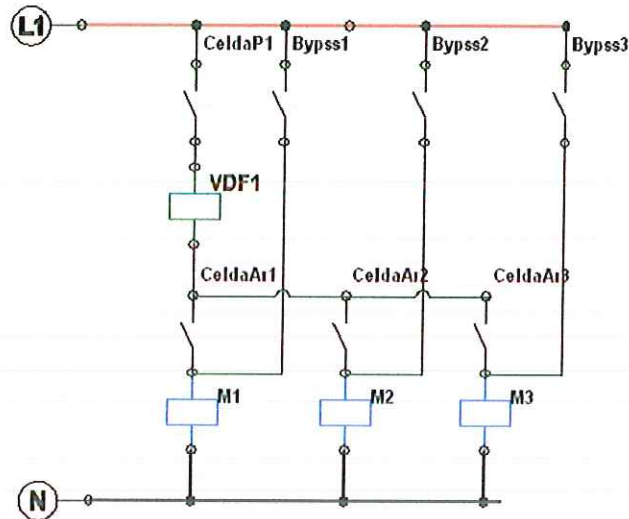 L1
CeldaP1 Bypss1 Bypss2 Bypss3
VDF1
CeldaAr1 CeldaAr2 CeldaAr3
M1 M2 M3
N